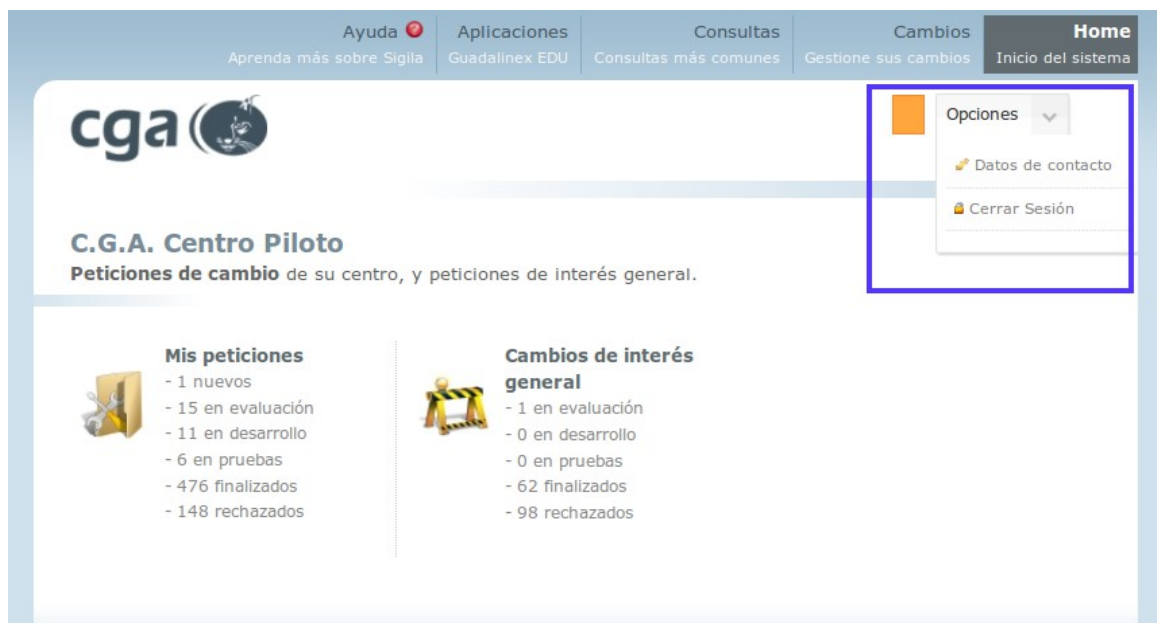 Ayuda
Aprenda más sobre Sigila
Aplicaciones
Guadalinex EDU
Consultas
Consultas más comunes
Cambios
Gestione sus cambios
Home
Inicio del sistema
cga
Opciones
Datos de contacto
Cerrar Sesión
C.G.A. Centro Piloto
Peticiones de cambio de su centro, y peticiones de interés general.
Mis peticiones
- 1 nuevos
- 15 en evaluación
- 11 en desarrollo
- 6 en pruebas
- 476 finalizados
- 148 rechazados
Cambios de interés
general
- 1 en evaluación
- 0 en desarrollo
- 0 en pruebas
- 62 finalizados
- 98 rechazados